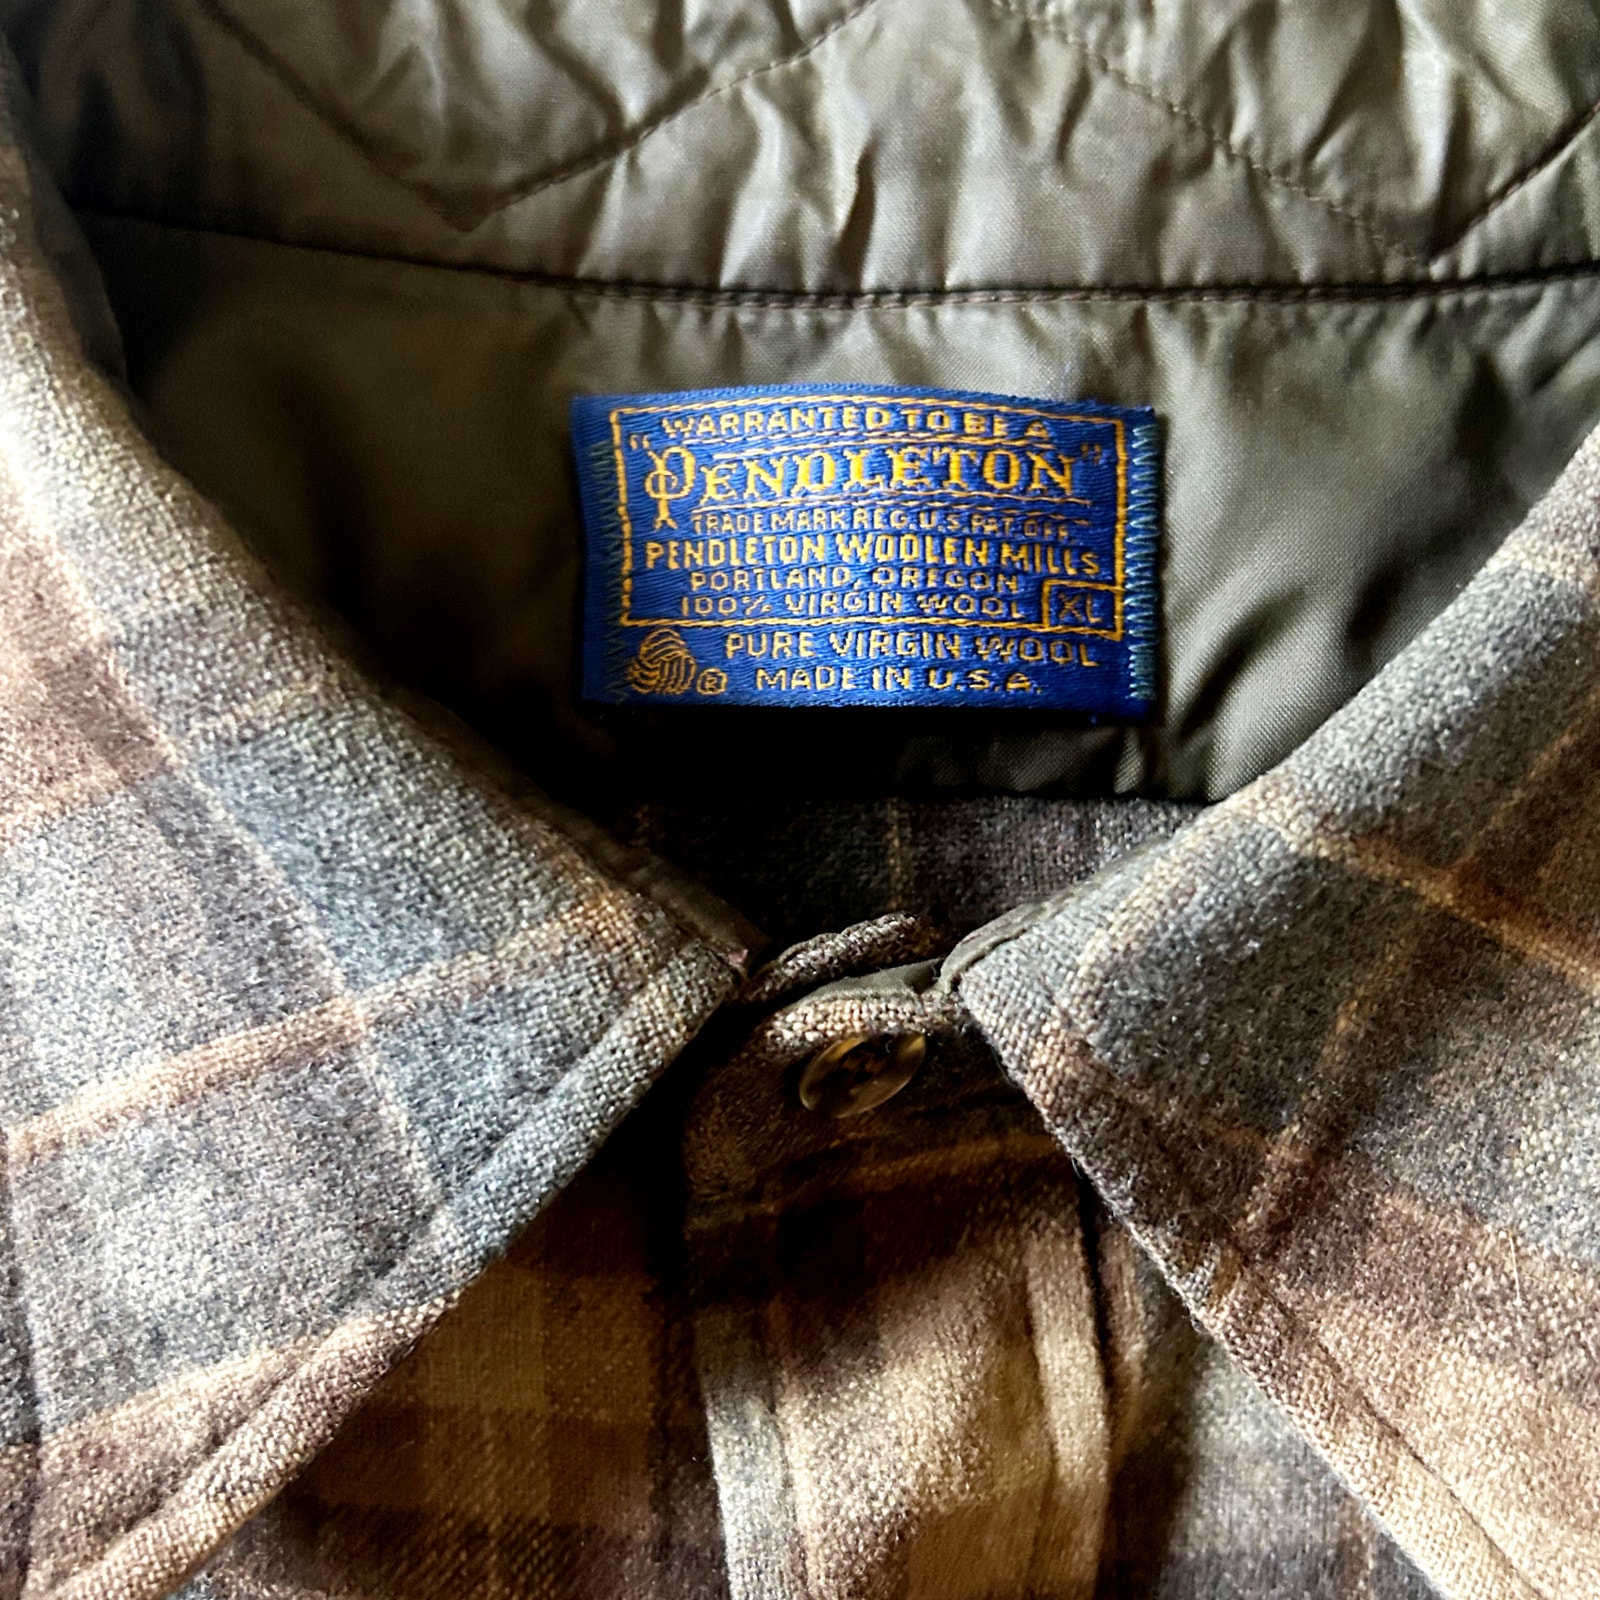 WARRANTED TO BE A
"PENDLETON"
TRADE MARK REG. U.S. PAT. OFF.
PENDLETON WOOLEN MILLS
PORTLAND, OREGON
100% VIRGIN WOOL XL
PURE VIRGIN WOOL
® MADE IN U.S.A.